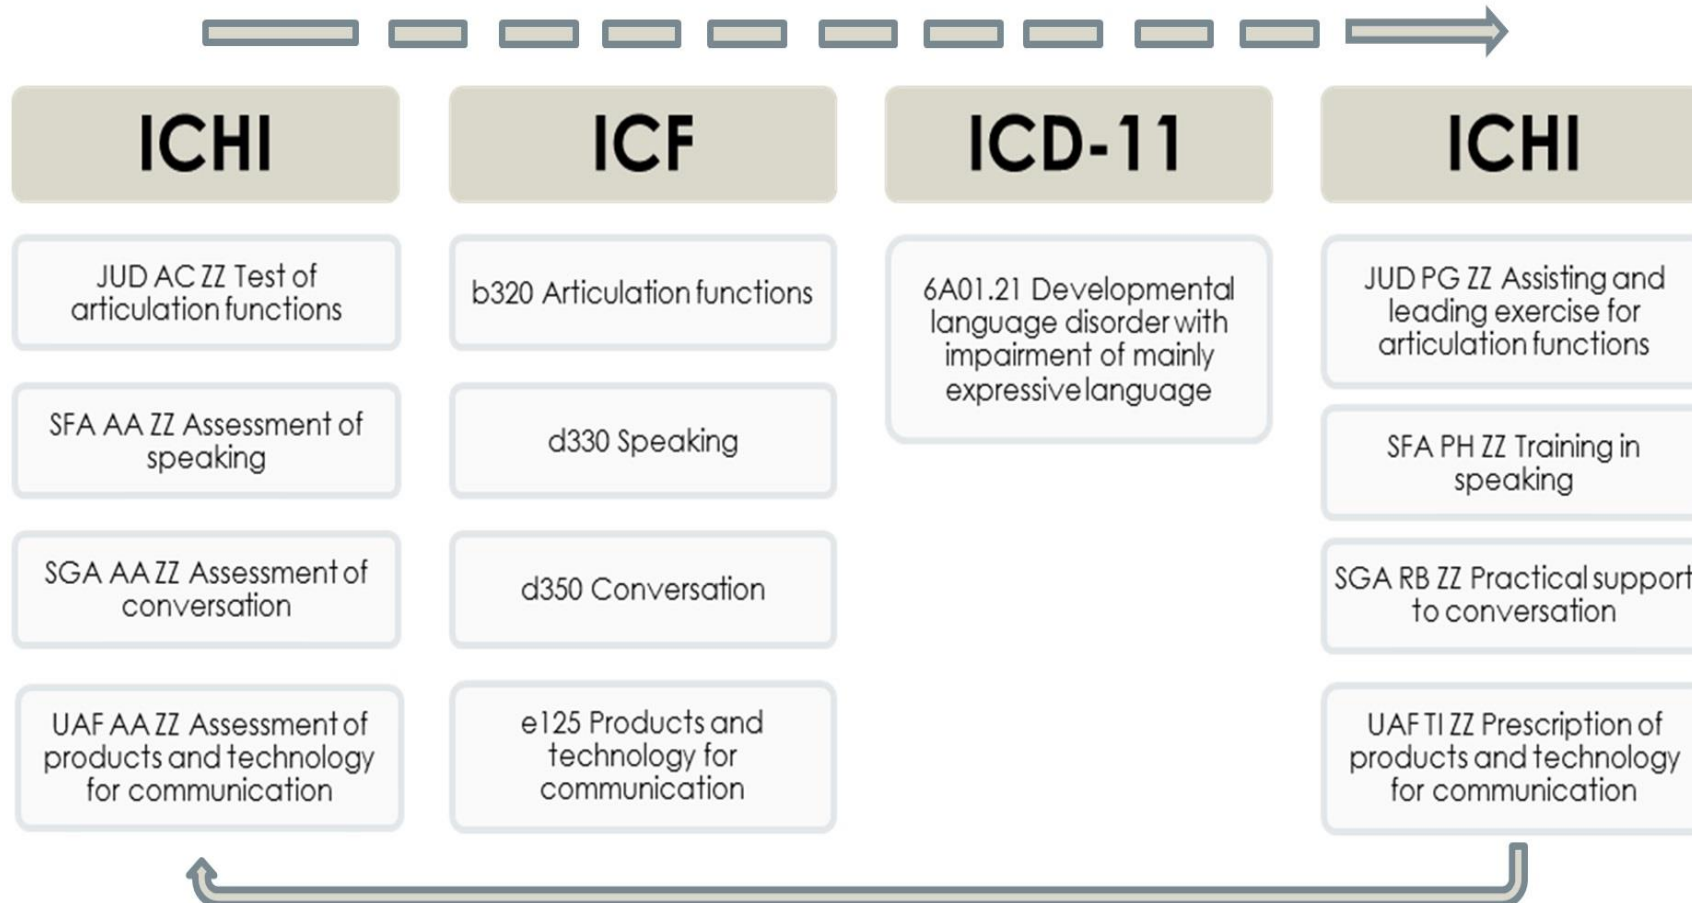 ICHI
JUD AC ZZ Test of
articulation functions
SFA AA ZZ Assessment of
speaking
SGA AA ZZ Assessment of
conversation
UAF AA ZZ Assessment of
products and technology
for communication
ICF
b320 Articulation functions
d330 Speaking
d350 Conversation
e125 Products and
technology for
communication
ICD-11
6A01.21 Developmental
language disorder with
impairment of mainly
expressive language
ICHI
JUD PG ZZ Assisting and
leading exercise for
articulation functions
SFA PH ZZ Training in
speaking
SGA RB ZZ Practical support
to conversation
UAF TI ZZ Prescription of
products and technology
for communication